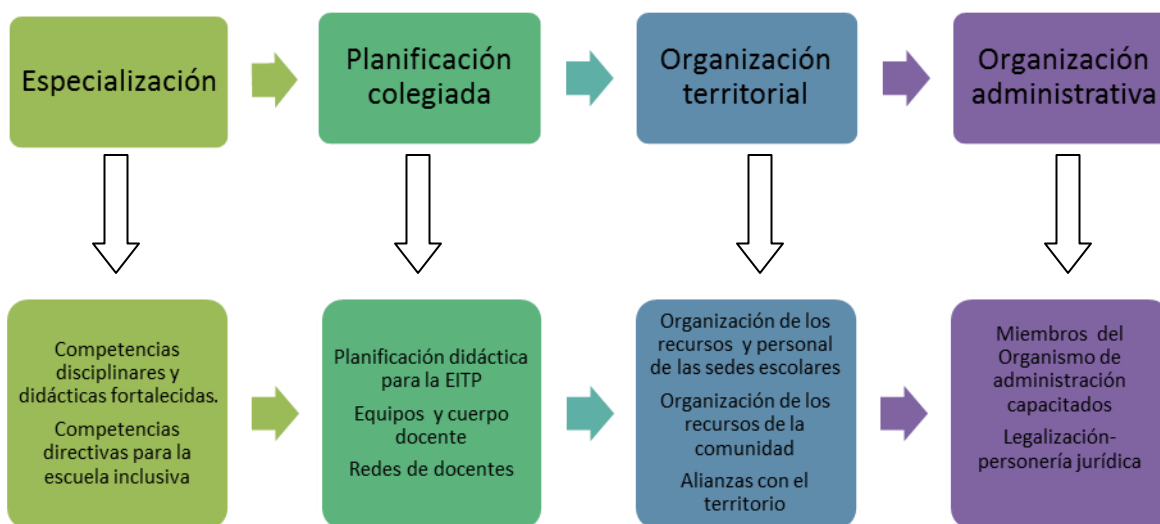 Especialización
Planificación
colegiada
Organización
territorial
Organización
administrativa
Competencias
disciplinares y
didácticas fortalecidas.
Competencias
directivas para la
escuela inclusiva
Planificación didáctica
para la EITP
Equipos y cuerpo
docente
Redes de docentes
Organización de los
recursos y personal
de las sedes escolares
Organización de los
recursos de la
comunidad
Alianzas con el
territorio
Miembros del
Organismo de
administración
capacitados
Legalización-
personería jurídica